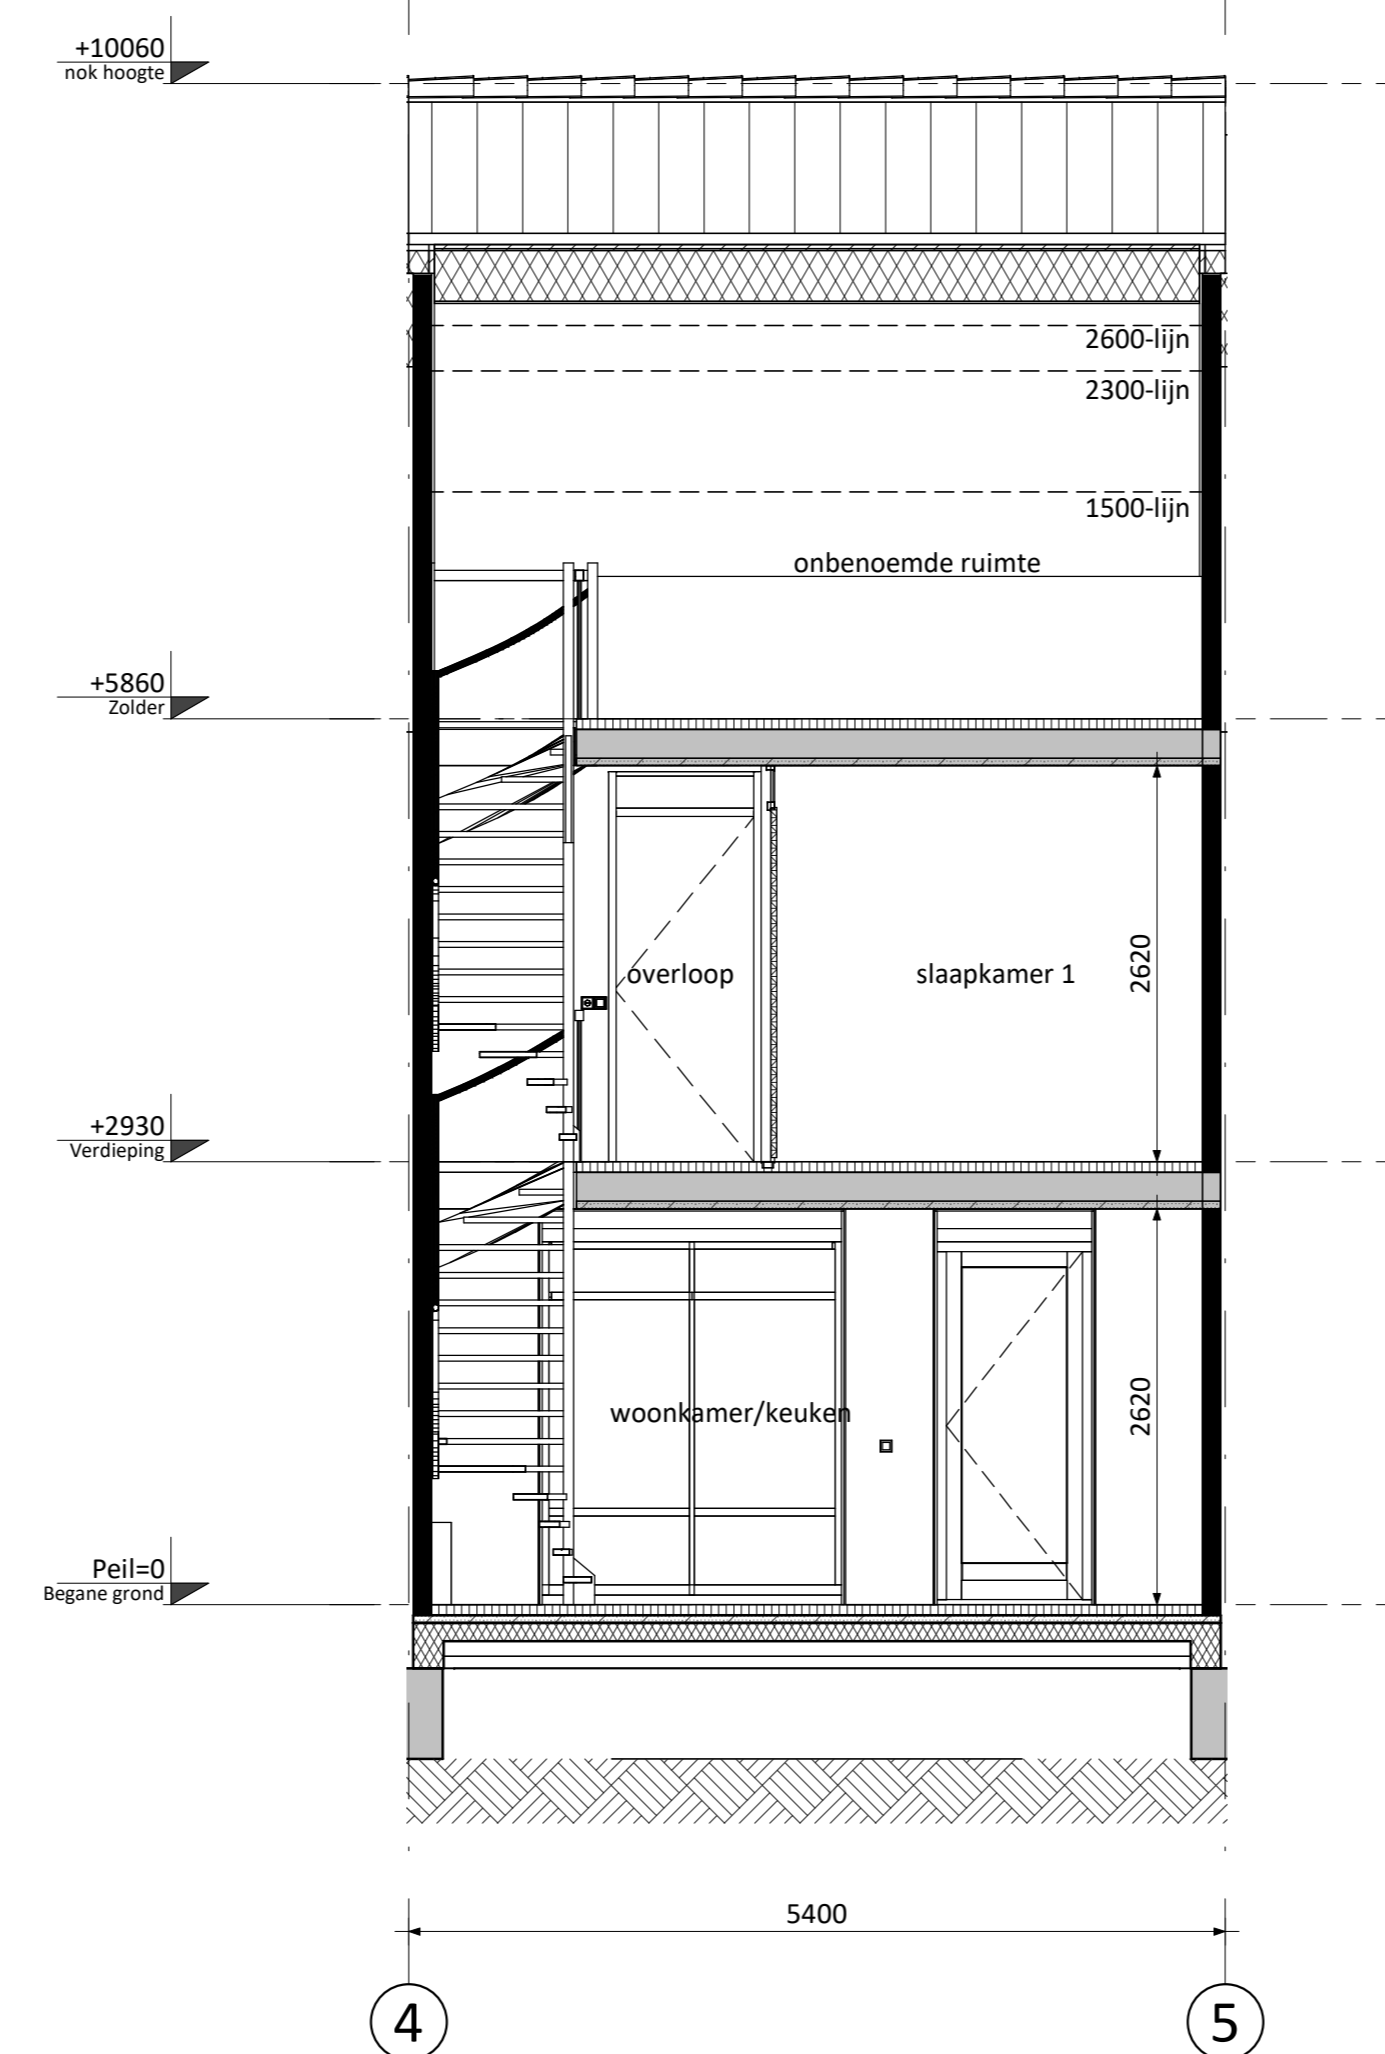 +10060
nok hoogte
2600-lijn
2300-lijn
1500-lijn
onbenoemde ruimte
+5860
Zolder
overloop
slaapkamer 1
2620
+2930
Verdieping
woonkamer/keuken
2620
Peil=0
Begane grond
5400
4
5